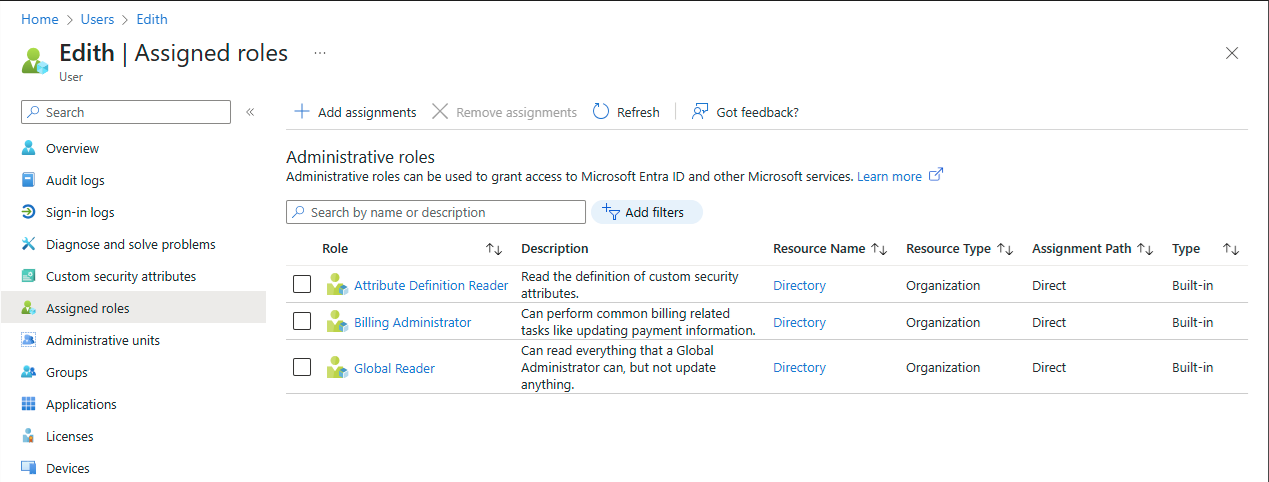 Home > Users > Edith
Edith | Assigned roles ...
User
Search «
Overview
Audit logs
Sign-in logs
Diagnose and solve problems
Custom security attributes
Assigned roles
Administrative units
Groups
Applications
Licenses
Devices
Add assignments Remove assignments Refresh Got feedback?
Administrative roles
Administrative roles can be used to grant access to Microsoft Entra ID and other Microsoft services. Learn more
Search by name or description Add filters
Role Description Resource Name Resource Type Assignment Path Type
Attribute Definition Reader Read the definition of custom security
attributes. Directory Organization Direct Built-in
Billing Administrator Can perform common billing related
tasks like updating payment information. Directory Organization Direct Built-in
Global Reader Can read everything that a Global
Administrator can, but not update
anything. Directory Organization Direct Built-in